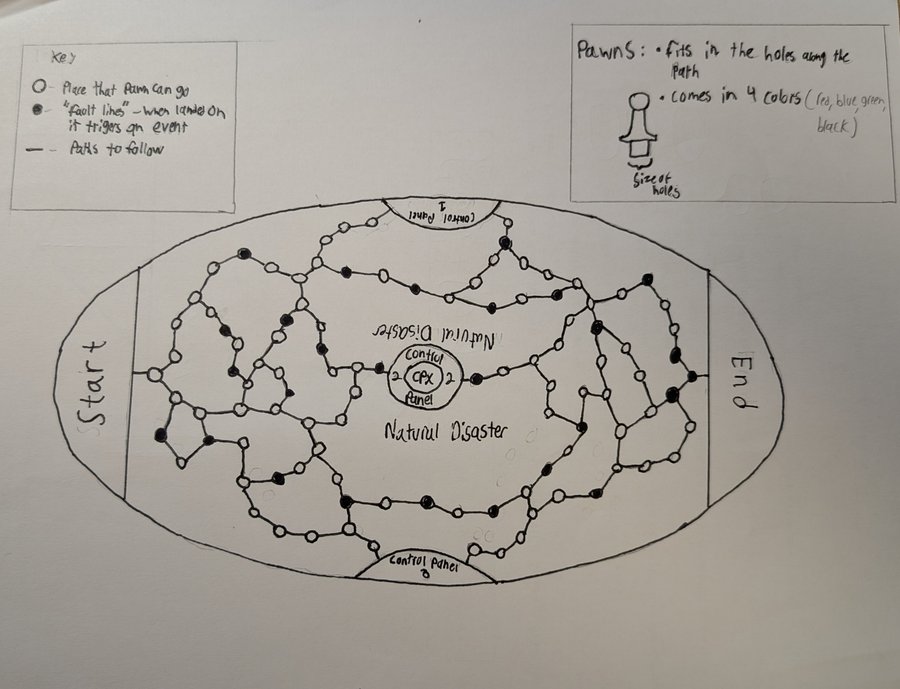 Key
- Place that Pawn can go
- "fault lines" - when landed on
it trigers an event
- Paths to follow
Pawns: • fits in the holes along the
Path
• comes in 4 colors (red, blue, green,
black)
Size of
holes
Control Panel
1
Start
Natural Disaster
Control
2 CPX 2
Panel
Natural Disaster
End
Control Panel
3